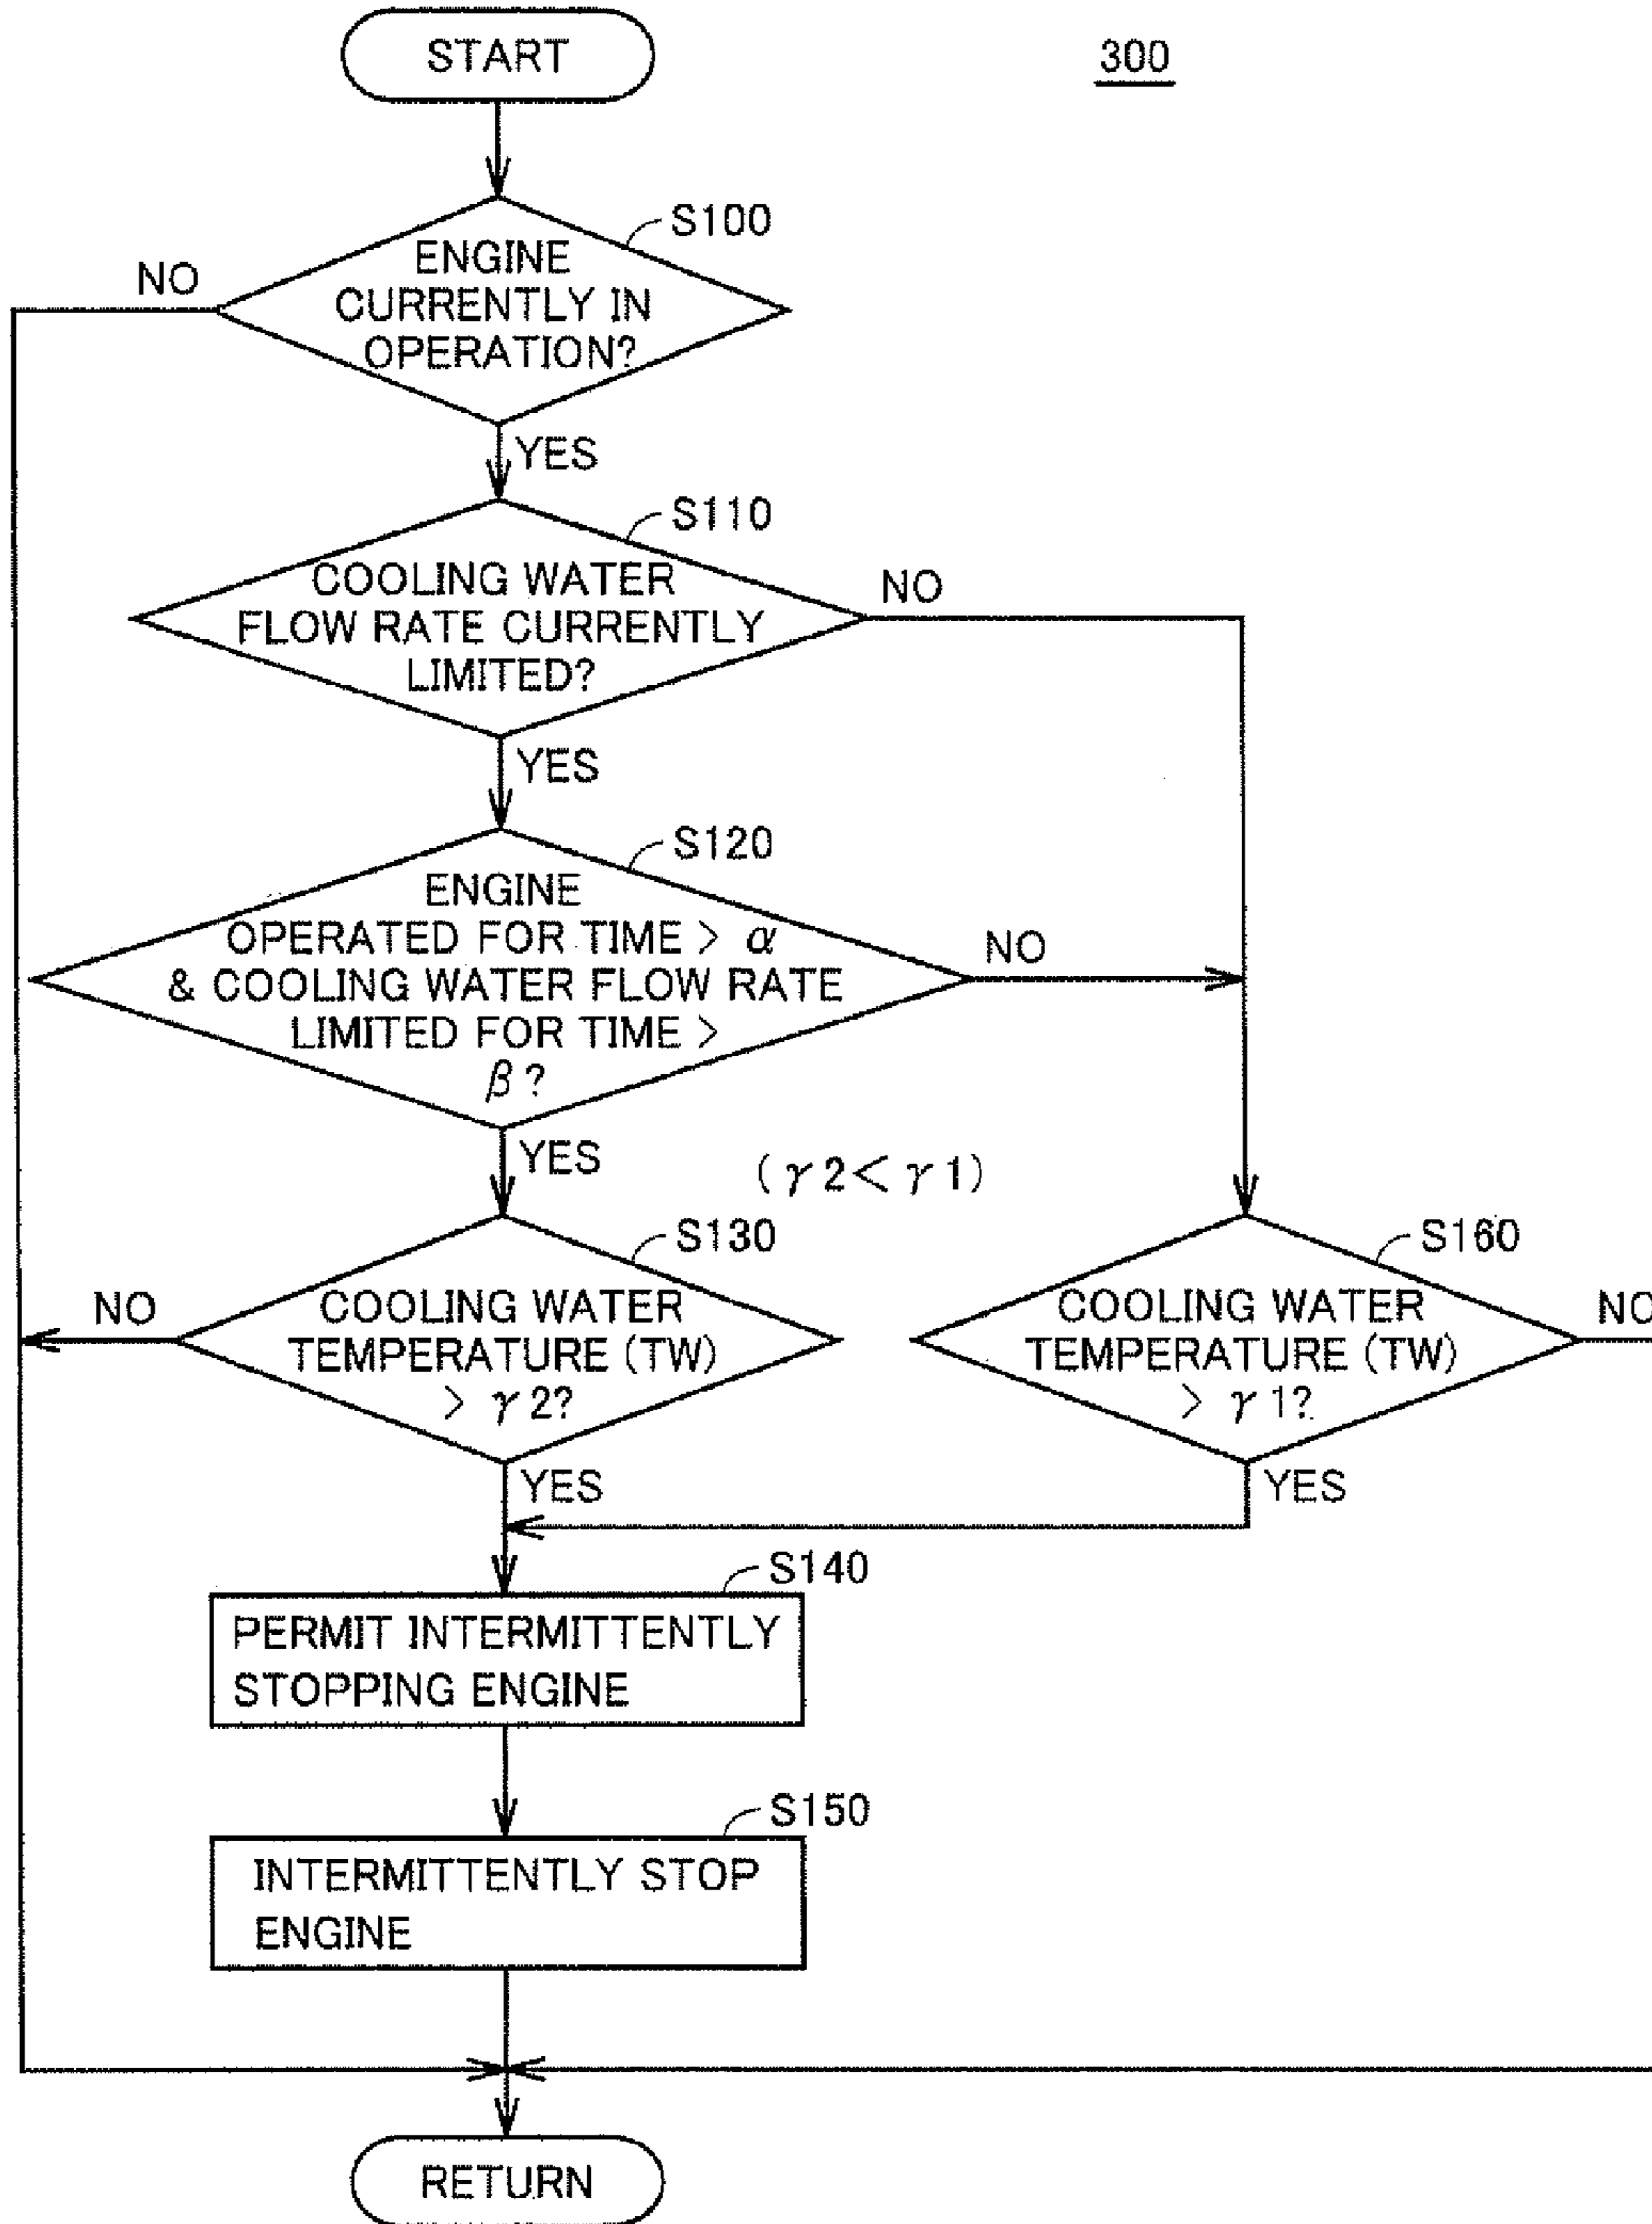 START
300
S100
ENGINE
CURRENTLY IN
OPERATION?
NO
YES
S110
COOLING WATER
FLOW RATE CURRENTLY
LIMITED?
NO
YES
S120
ENGINE
OPERATED FOR TIME > α
& COOLING WATER FLOW RATE
LIMITED FOR TIME >
β?
NO
YES
(γ2<γ1)
S130
COOLING WATER
TEMPERATURE (TW)
> γ2?
NO
YES
S160
COOLING WATER
TEMPERATURE (TW)
> γ1?
NO
YES
S140
PERMIT INTERMITTENTLY
STOPPING ENGINE
S150
INTERMITTENTLY STOP
ENGINE
RETURN